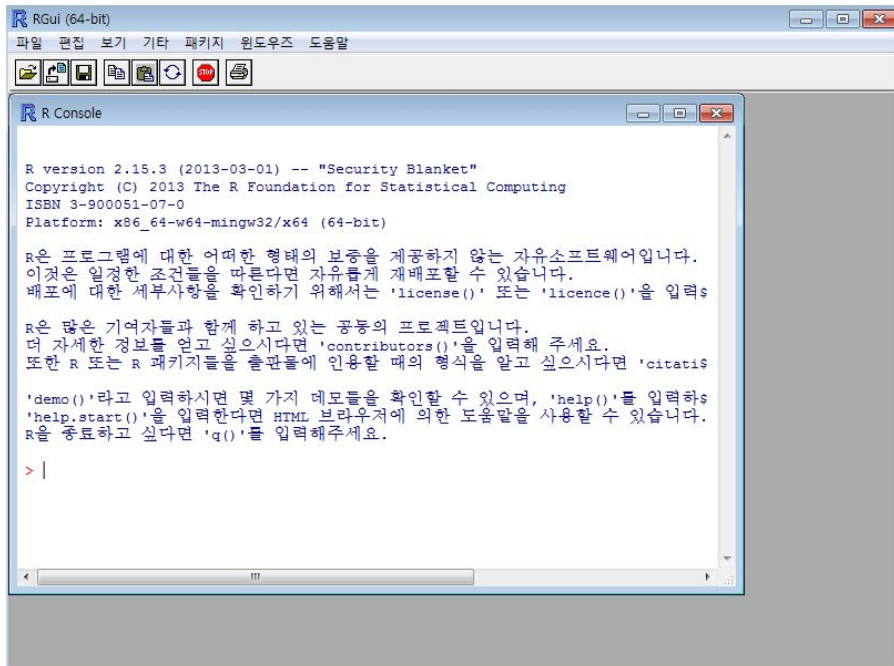 RGui (64-bit)
파일 편집 보기 기타 패키지 윈도우즈 도움말
STOP
R Console
R version 2.15.3 (2013-03-01) -- "Security Blanket"
Copyright (C) 2013 The R Foundation for Statistical Computing
ISBN 3-900051-07-0
Platform: x86_64-w64-mingw32/x64 (64-bit)
R은 프로그램에 대한 어떠한 형태의 보증을 제공하지 않는 자유소프트웨어입니다.
이것은 일정한 조건들을 따른다면 자유롭게 재배포할 수 있습니다.
배포에 대한 세부사항을 확인하기 위해서는 'license()' 또는 'licence()'을 입력$
R은 많은 기여자들과 함께 하고 있는 공동의 프로젝트입니다.
더 자세한 정보를 얻고 싶으시다면 'contributors()'을 입력해 주세요.
또한 R 또는 R 패키지들을 출판물에 인용할 때의 형식을 알고 싶으시다면 'citati$
'demo()'라고 입력하시면 몇 가지 데모들을 확인할 수 있으며, 'help()'를 입력하$
'help.start()'을 입력한다면 HTML 브라우저에 의한 도움말을 사용할 수 있습니다.
R을 종료하고 싶다면 'q()'를 입력해주세요.
>